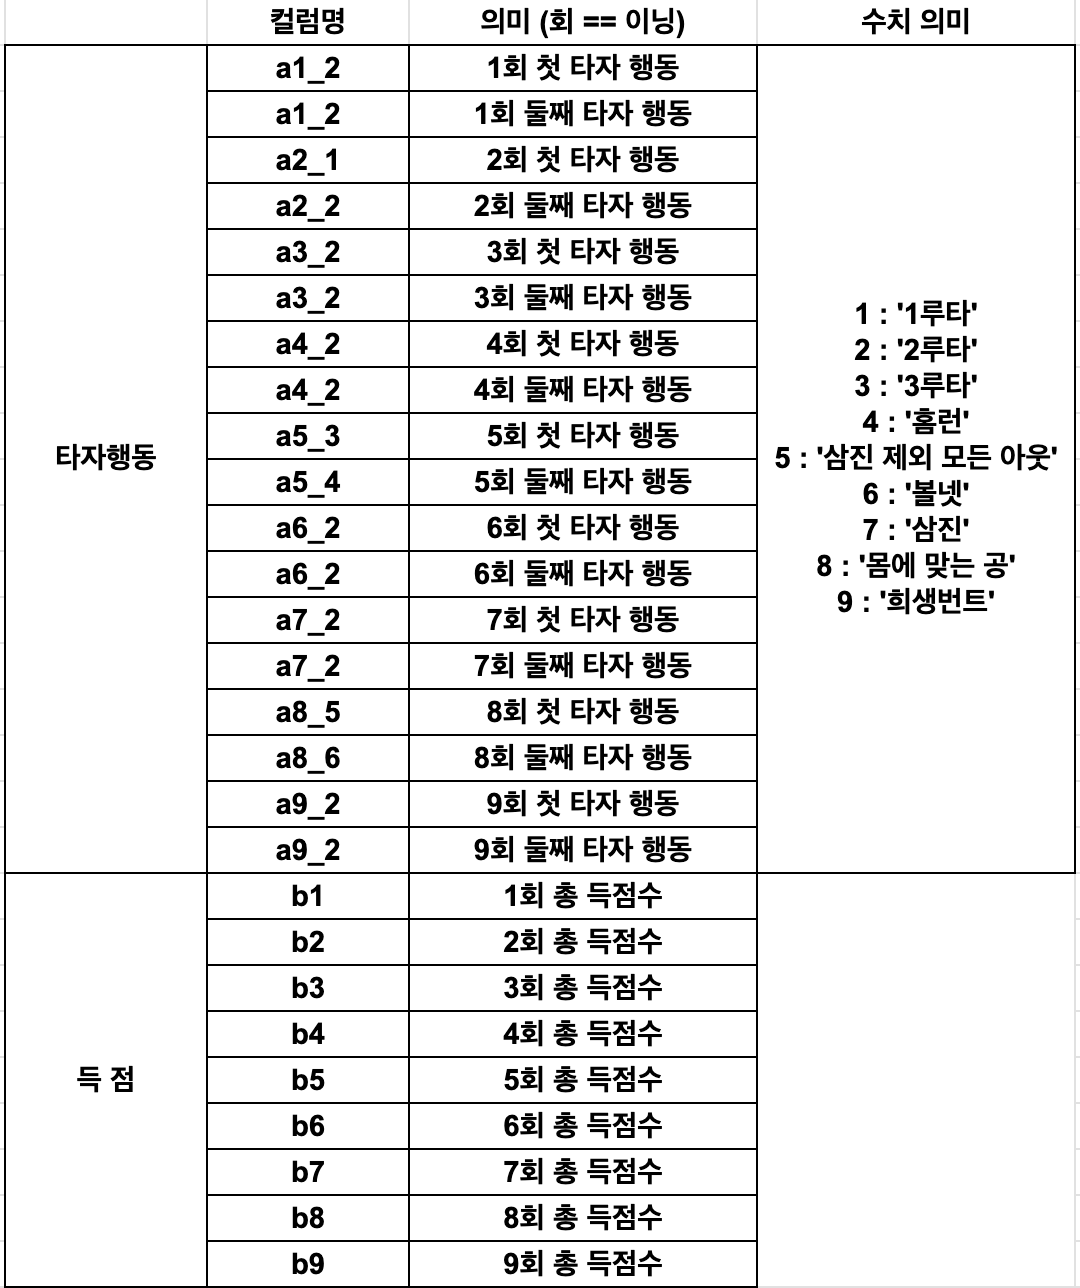 컬럼명 의미 (회 == 이닝) 수치 의미
타자행동
a1_2 1회 첫 타자 행동
a1_2 1회 둘째 타자 행동
a2_1 2회 첫 타자 행동
a2_2 2회 둘째 타자 행동
a3_2 3회 첫 타자 행동
a3_2 3회 둘째 타자 행동
a4_2 4회 첫 타자 행동
a4_2 4회 둘째 타자 행동
a5_3 5회 첫 타자 행동
a5_4 5회 둘째 타자 행동
a6_2 6회 첫 타자 행동
a6_2 6회 둘째 타자 행동
a7_2 7회 첫 타자 행동
a7_2 7회 둘째 타자 행동
a8_5 8회 첫 타자 행동
a8_6 8회 둘째 타자 행동
a9_2 9회 첫 타자 행동
a9_2 9회 둘째 타자 행동
1 : '1루타'
2 : '2루타'
3 : '3루타'
4 : '홈런'
5 : '삼진 제외 모든 아웃'
6 : '볼넷'
7 : '삼진'
8 : '몸에 맞는 공'
9 : '희생번트'
득 점
b1 1회 총 득점수
b2 2회 총 득점수
b3 3회 총 득점수
b4 4회 총 득점수
b5 5회 총 득점수
b6 6회 총 득점수
b7 7회 총 득점수
b8 8회 총 득점수
b9 9회 총 득점수